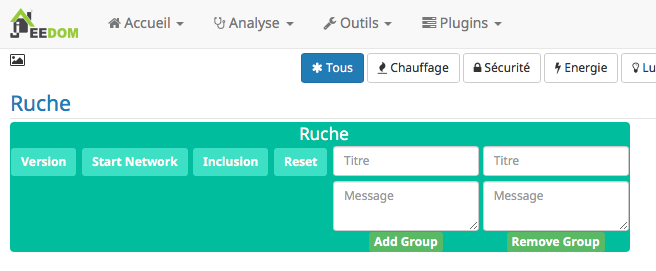 JEEDOM Accueil Analyse Outils Plugins
Tous Chauffage Sécurité Energie Lu
Ruche
Ruche
Version Start Network Inclusion Reset Titre Titre
Message Message
Add Group Remove Group